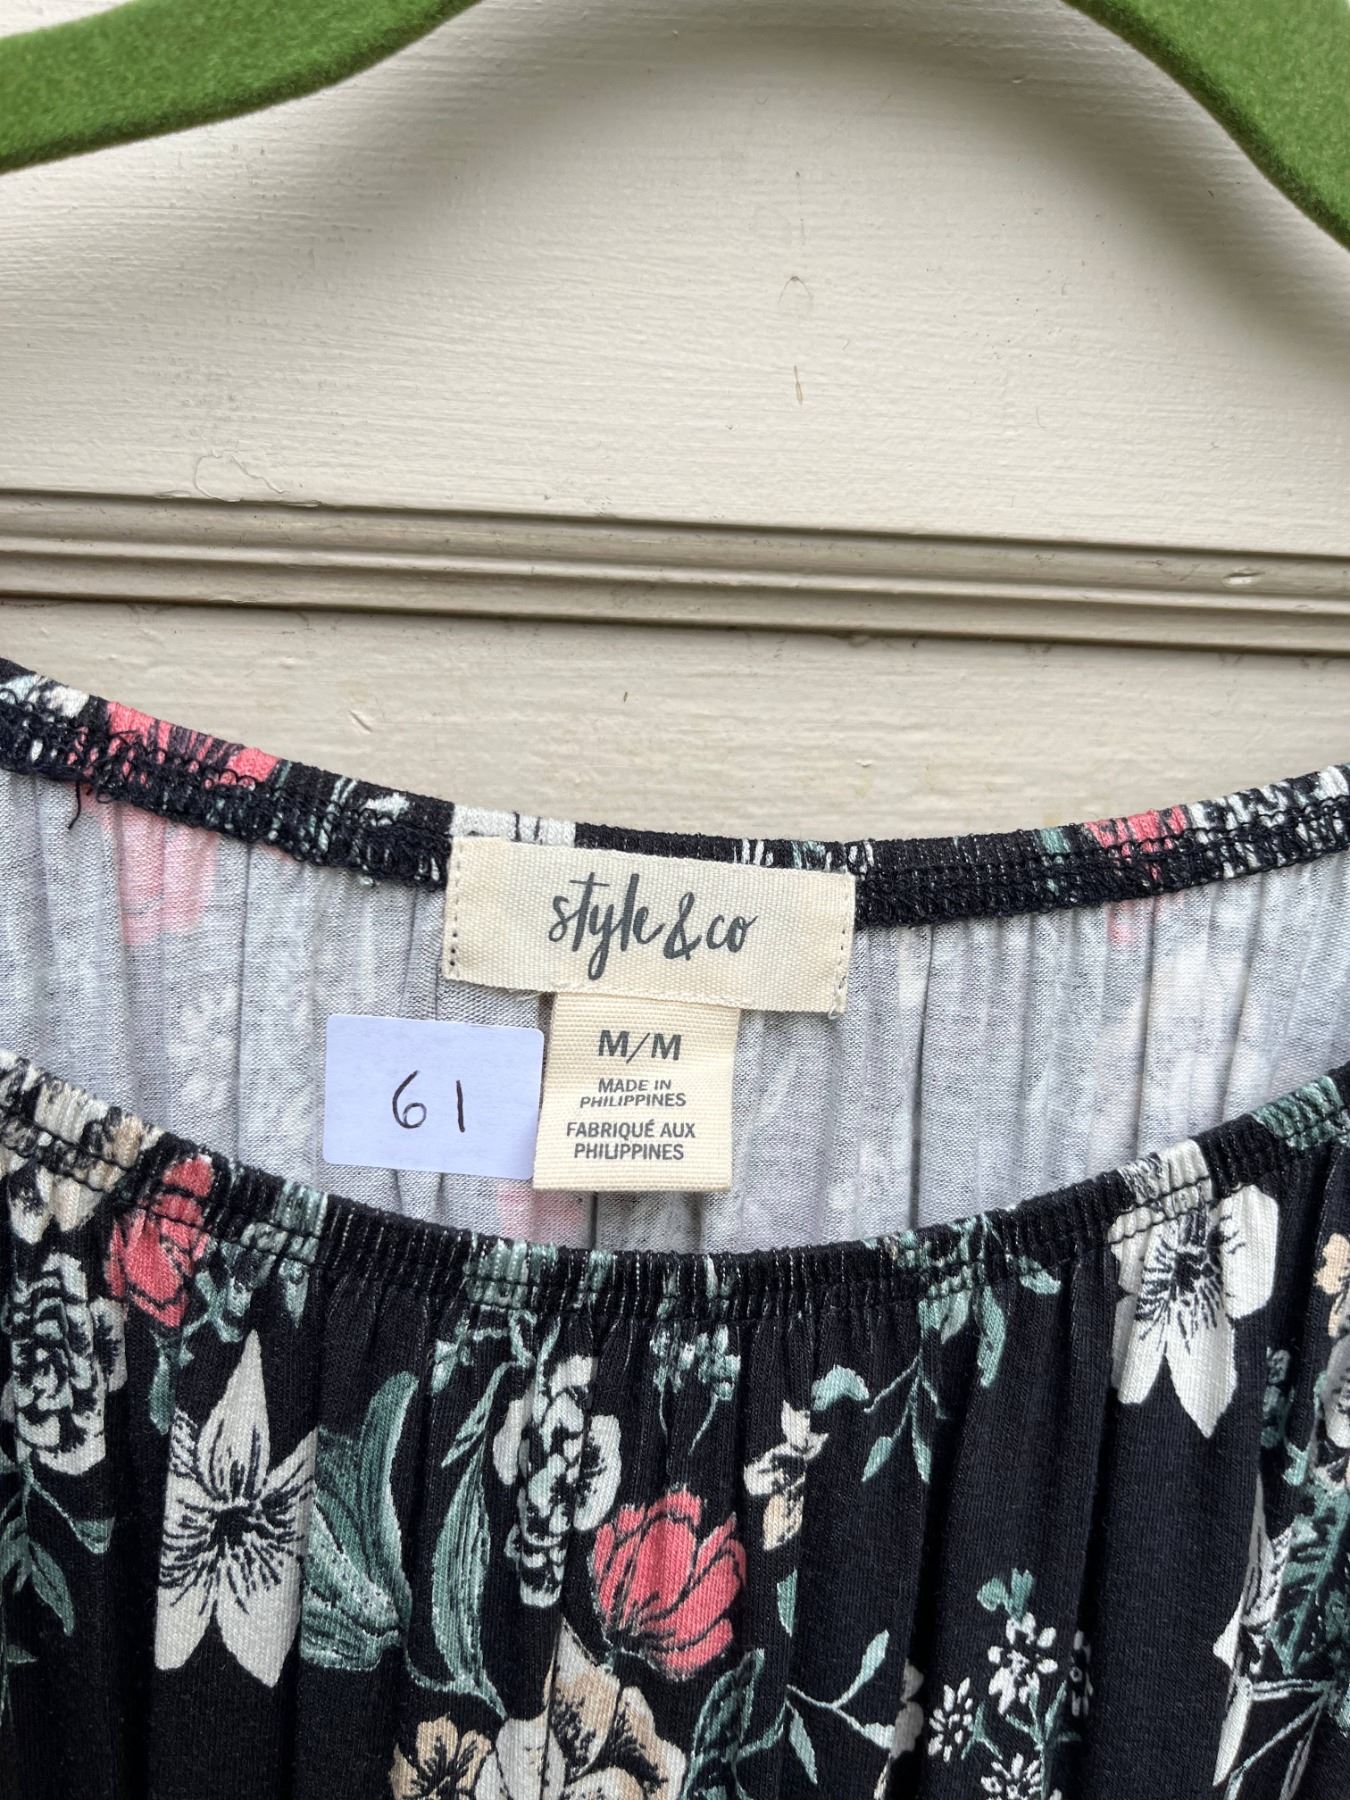 style&co
M/M
MADE IN
PHILIPPINES
FABRIQUÉ AUX
PHILIPPINES
61